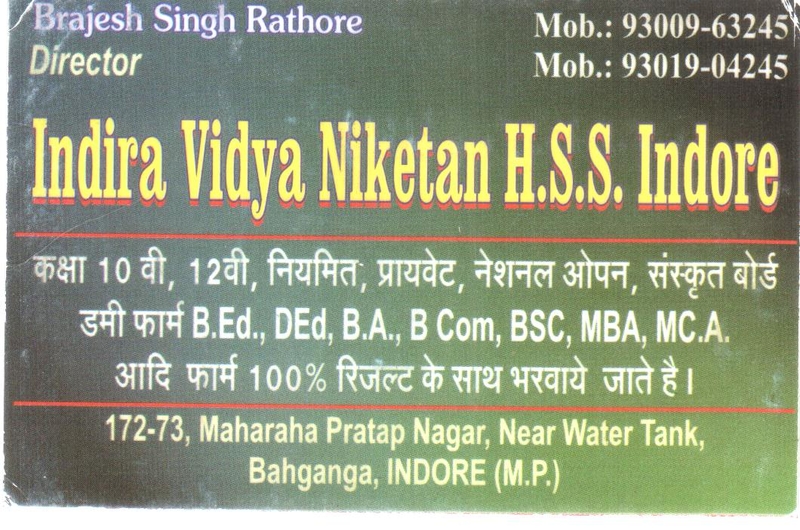 Brajesh Singh Rathore Mob.: 93009-63245
Director Mob.: 93019-04245
Indira Vidya Niketan H.S.S. Indore
कक्षा 10 वी, 12वी, नियमित, प्रायवेट, नेशनल ओपन, संस्कृत बोर्ड
डमी फार्म B.Ed., DEd, B.A., B Com, BSC, MBA, MC.A.
आदि फार्म 100% रिजल्ट के साथ भरवाये जाते है।
172-73, Maharaha Pratap Nagar, Near Water Tank,
Bahganga, INDORE (M.P.)